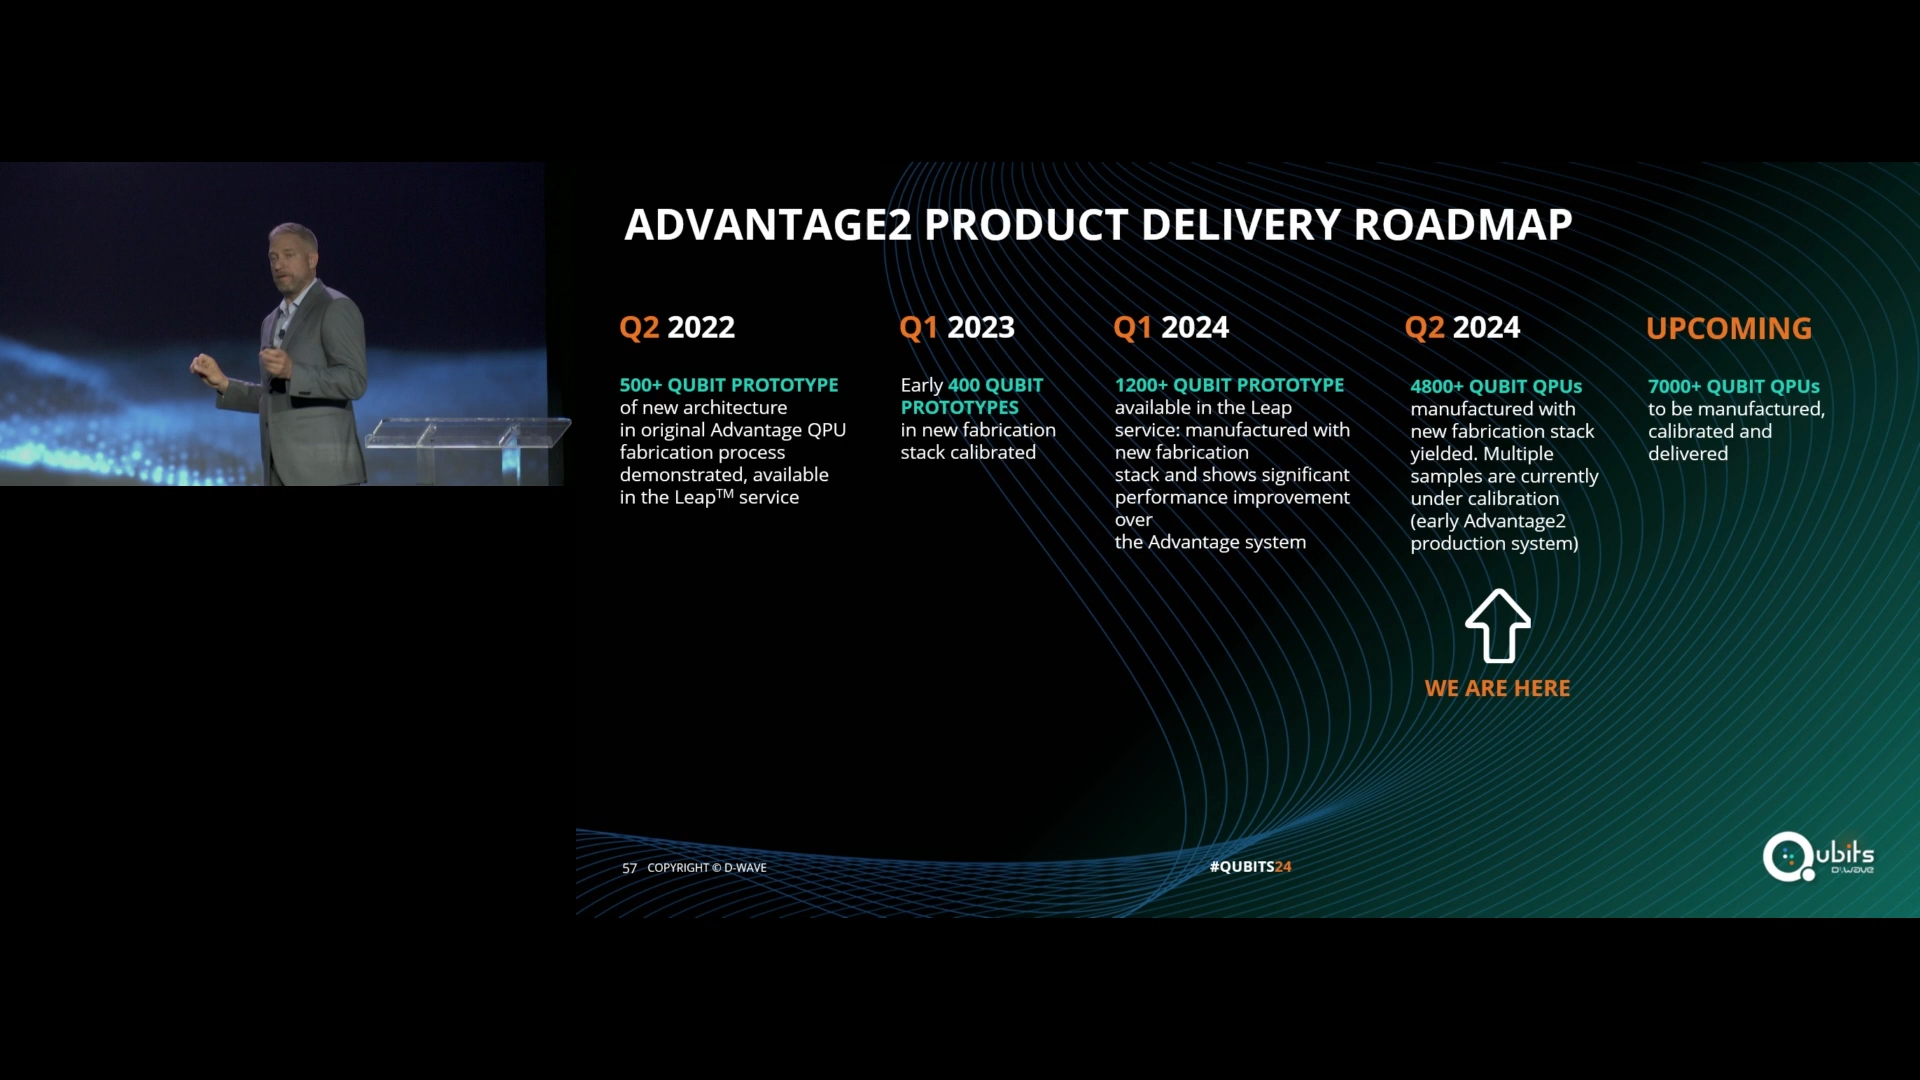 ADVANTAGE2 PRODUCT DELIVERY ROADMAP
Q2 2022
500+ QUBIT PROTOTYPE
of new architecture
in original Advantage QPU
fabrication process
demonstrated, available
in the Leap™ service
Q1 2023
Early 400 QUBIT
PROTOTYPES
in new fabrication
stack calibrated
Q1 2024
1200+ QUBIT PROTOTYPE
available in the Leap
service: manufactured with
new fabrication
stack and shows significant
performance improvement
over
the Advantage system
Q2 2024
4800+ QUBIT QPUs
manufactured with
new fabrication stack
yielded. Multiple
samples are currently
under calibration
(early Advantage2
production system)
WE ARE HERE
UPCOMING
7000+ QUBIT QPUs
to be manufactured,
calibrated and
delivered
57 COPYRIGHT © D-WAVE
#QUBITS24
Qubits
D:\WAVE